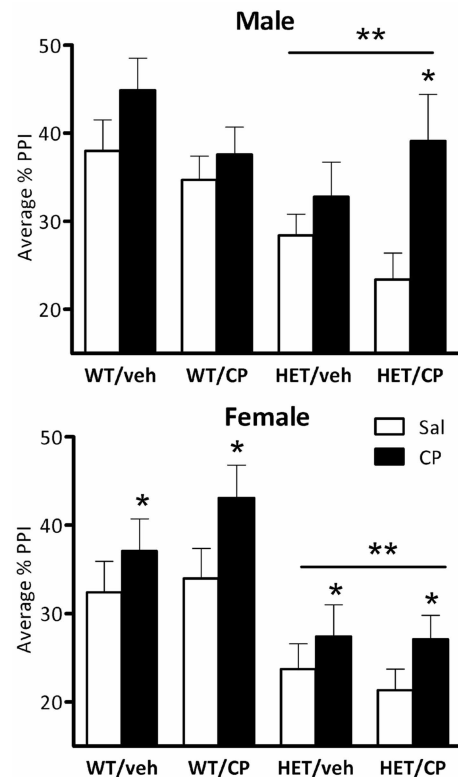 Male
**
*
50
40
30
20
Average % PPI
WT/veh WT/CP HET/veh HET/CP
Female
Sal
CP
*
*
**
*
*
50
40
30
20
Average % PPI
WT/veh WT/CP HET/veh HET/CP